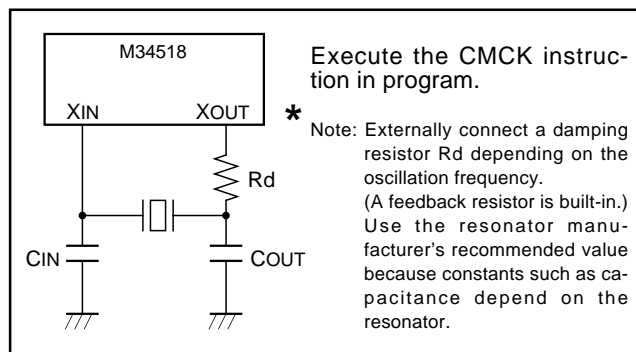 M34518
XIN
XOUT
Rd
CIN
COUT
*
Execute the CMCK instruc-
tion in program.
Note: Externally connect a damping
resistor Rd depending on the
oscillation frequency.
(A feedback resistor is built-in.)
Use the resonator manu-
facturer's recommended value
because constants such as ca-
pacitance depend on the
resonator.